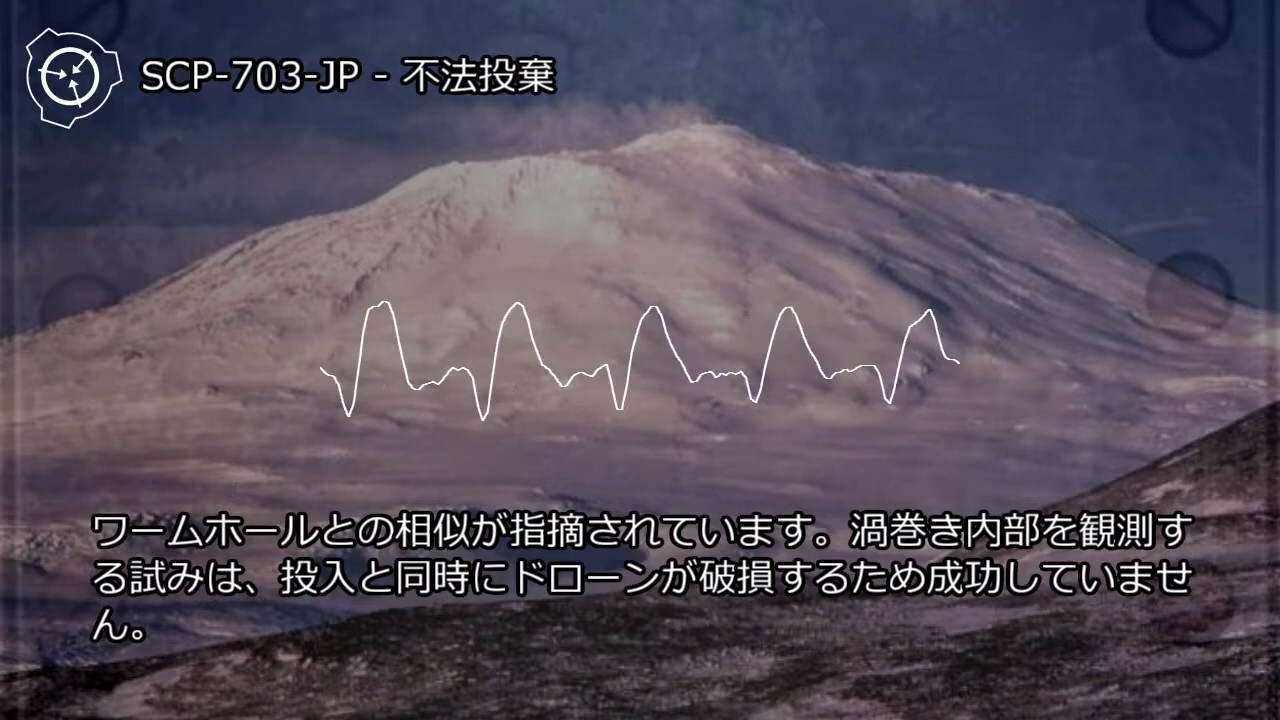 SCP-703-JP - 不法投棄
ワームホールとの相似が指摘されています。渦巻き内部を観測す
る試みは、投入と同時にドローンが破損するため成功していませ
ん。